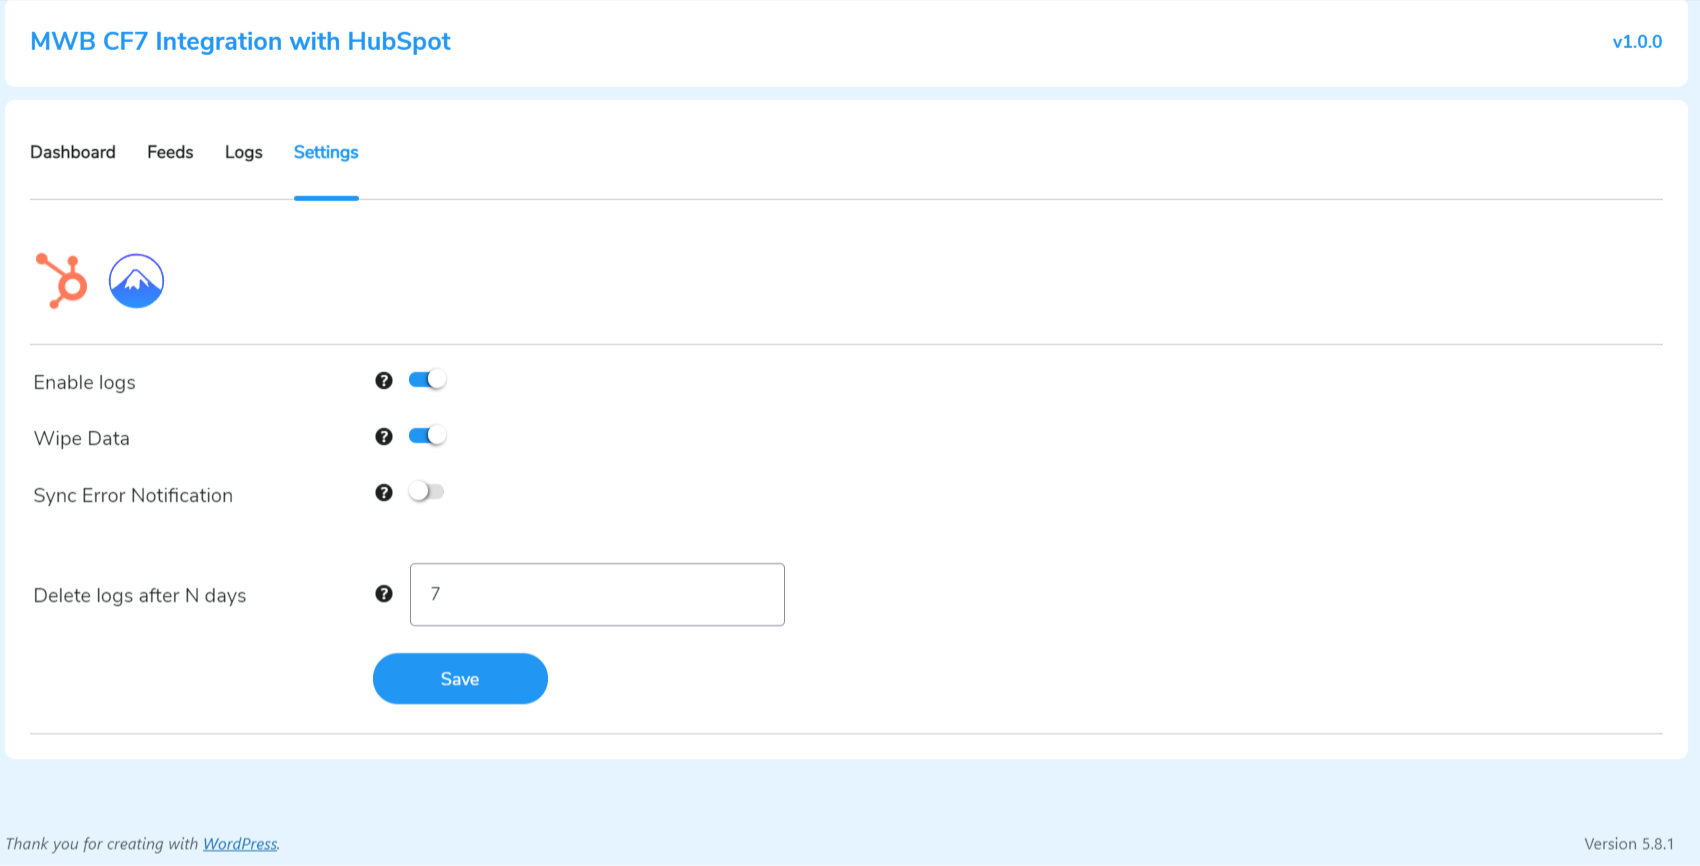 MWB CF7 Integration with HubSpot
v1.0.0
Dashboard Feeds Logs Settings
Enable logs ?
Wipe Data ?
Sync Error Notification ?
Delete logs after N days ? 7
Save
Thank you for creating with WordPress.
Version 5.8.1